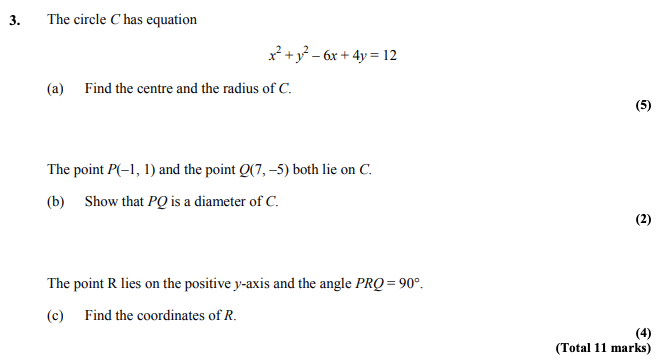 3. The circle C has equation
x² + y² – 6x + 4y = 12
(a) Find the centre and the radius of C.
(5)
The point P(–1, 1) and the point Q(7, –5) both lie on C.
(b) Show that PQ is a diameter of C.
(2)
The point R lies on the positive y-axis and the angle PRQ = 90°.
(c) Find the coordinates of R.
(4)
(Total 11 marks)